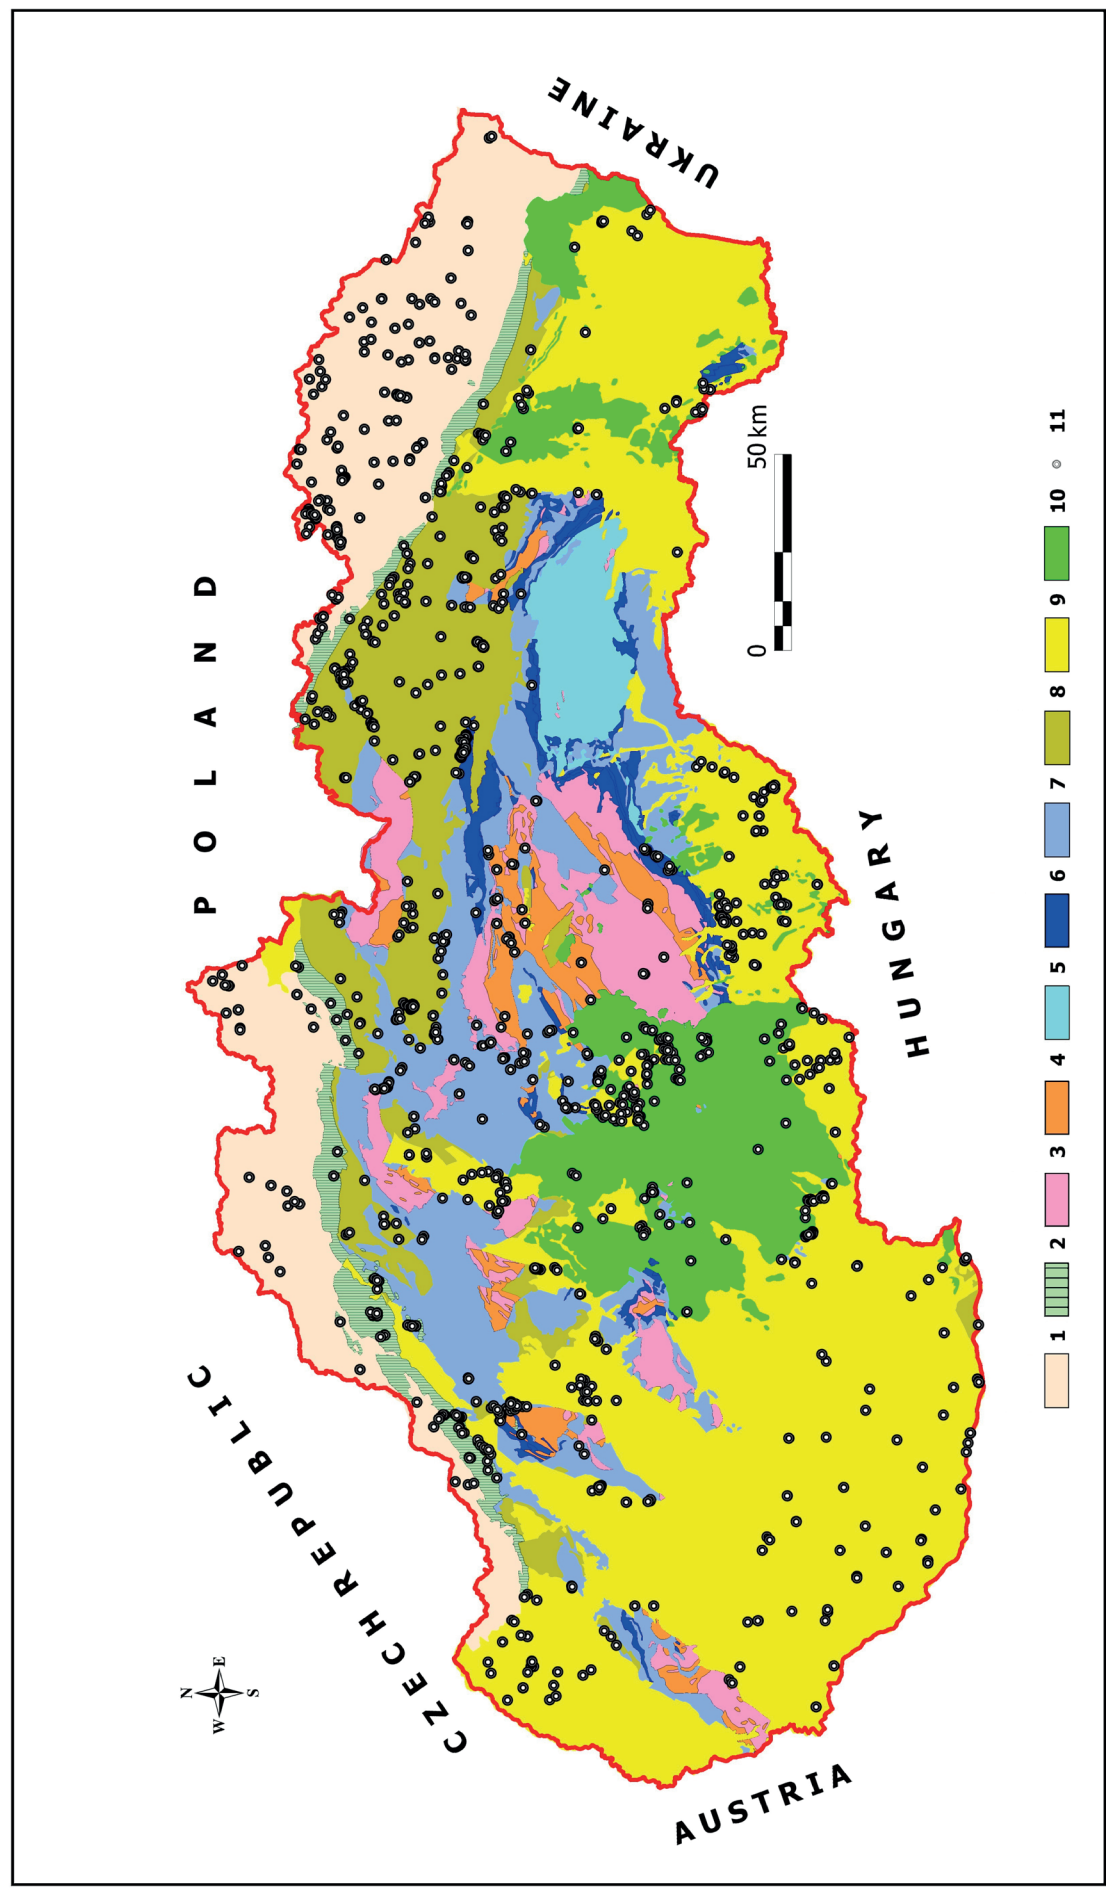 POLAND
UKRAINE
CZECH REPUBLIC
HUNGARY
AUSTRIA
N
W E
S
0 50 km
1 2 3 4 5 6 7 8 9 10 11